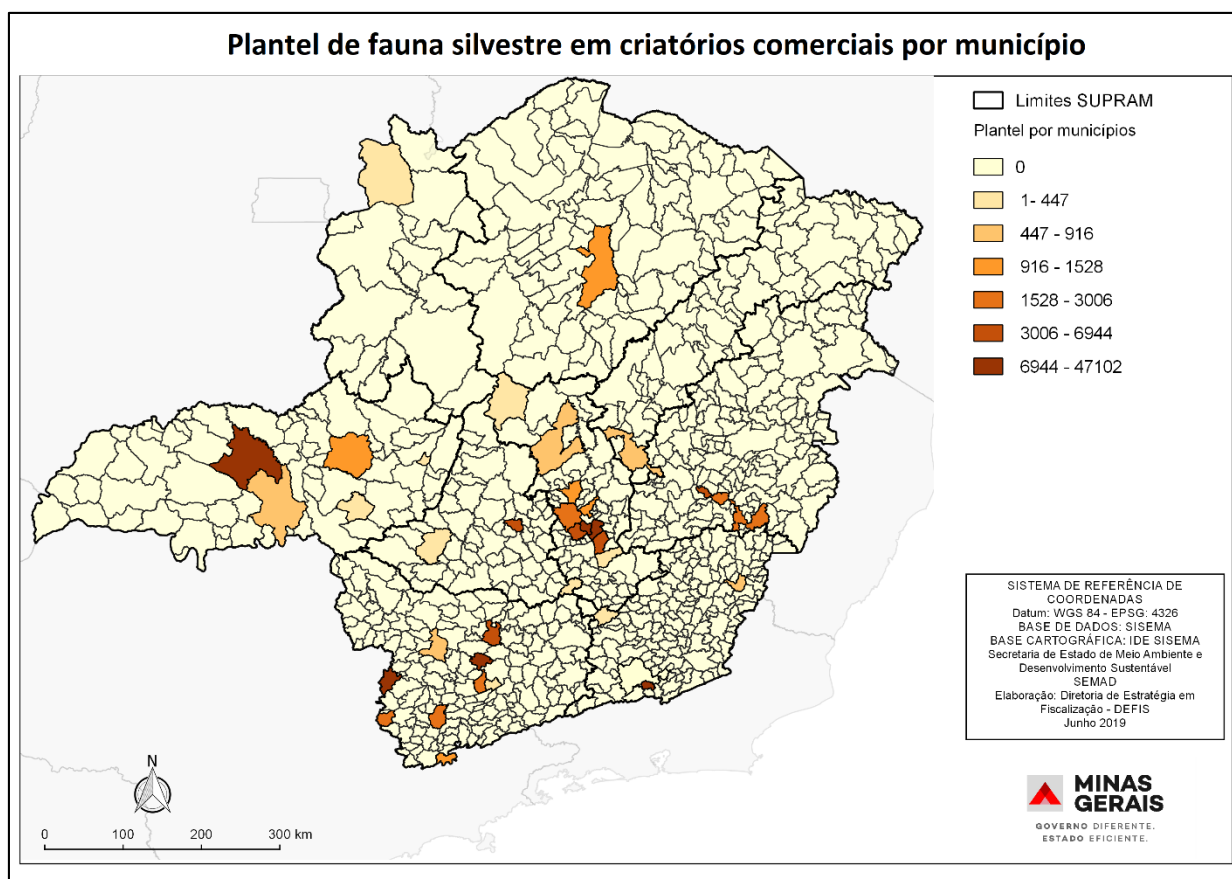 Plantel de fauna silvestre em criatórios comerciais por município
Limites SUPRAM
Plantel por municípios
0
1- 447
447 - 916
916 - 1528
1528 - 3006
3006 - 6944
6944 - 47102
SISTEMA DE REFERÊNCIA DE
COORDENADAS
Datum: WGS 84 - EPSG: 4326
BASE DE DADOS: SISEMA
BASE CARTOGRÁFICA: IDE SISEMA
Secretaria de Estado de Meio Ambiente e
Desenvolvimento Sustentável
SEMAD
Elaboração: Diretoria de Estratégia em
Fiscalização - DEFIS
Junho 2019
N
0 100 200 300 km
MINAS
GERAIS
GOVERNO DIFERENTE.
ESTADO EFICIENTE.